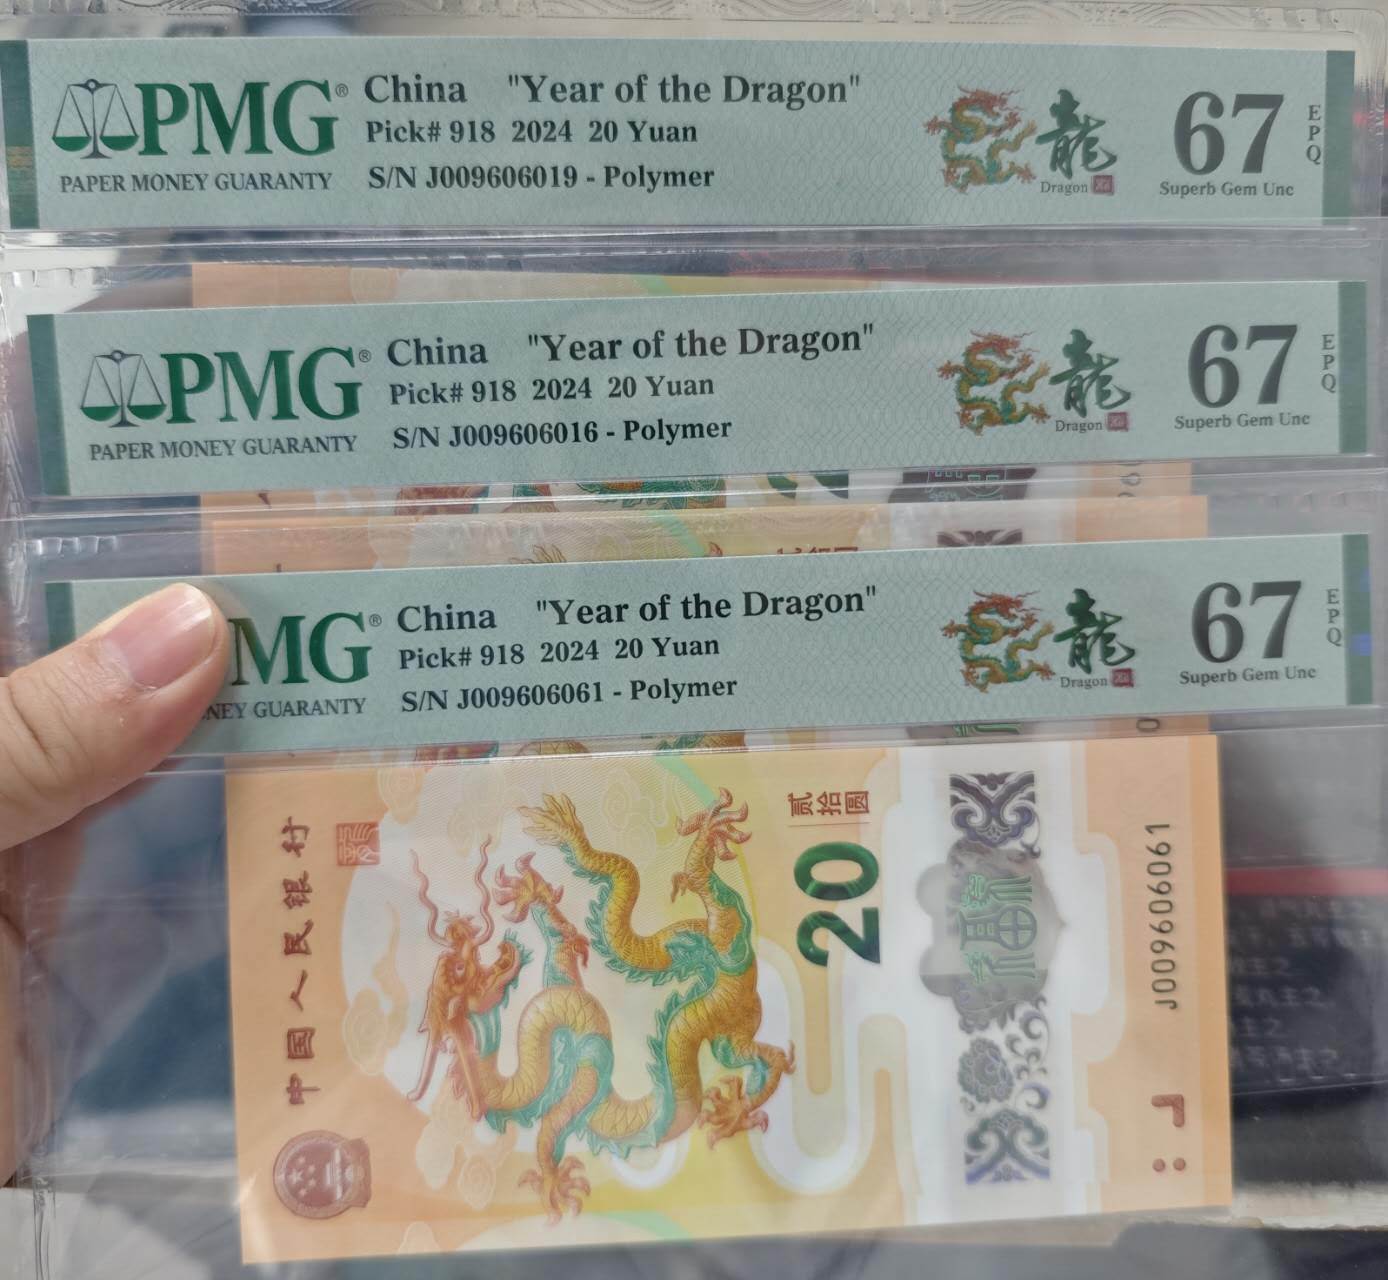 PMG® China "Year of the Dragon"
Pick# 918 2024 20 Yuan
PAPER MONEY GUARANTY S/N J009606019 - Polymer
龍
Dragon
67
EPQ
Superb Gem Unc
PMG® China "Year of the Dragon"
Pick# 918 2024 20 Yuan
PAPER MONEY GUARANTY S/N J009606016 - Polymer
龍
Dragon
67
EPQ
Superb Gem Unc
MG® China "Year of the Dragon"
Pick# 918 2024 20 Yuan
NEY GUARANTY S/N J009606061 - Polymer
龍
Dragon
67
EPQ
Superb Gem Unc
中国人民银行
贰拾圆
20
福
J009606061